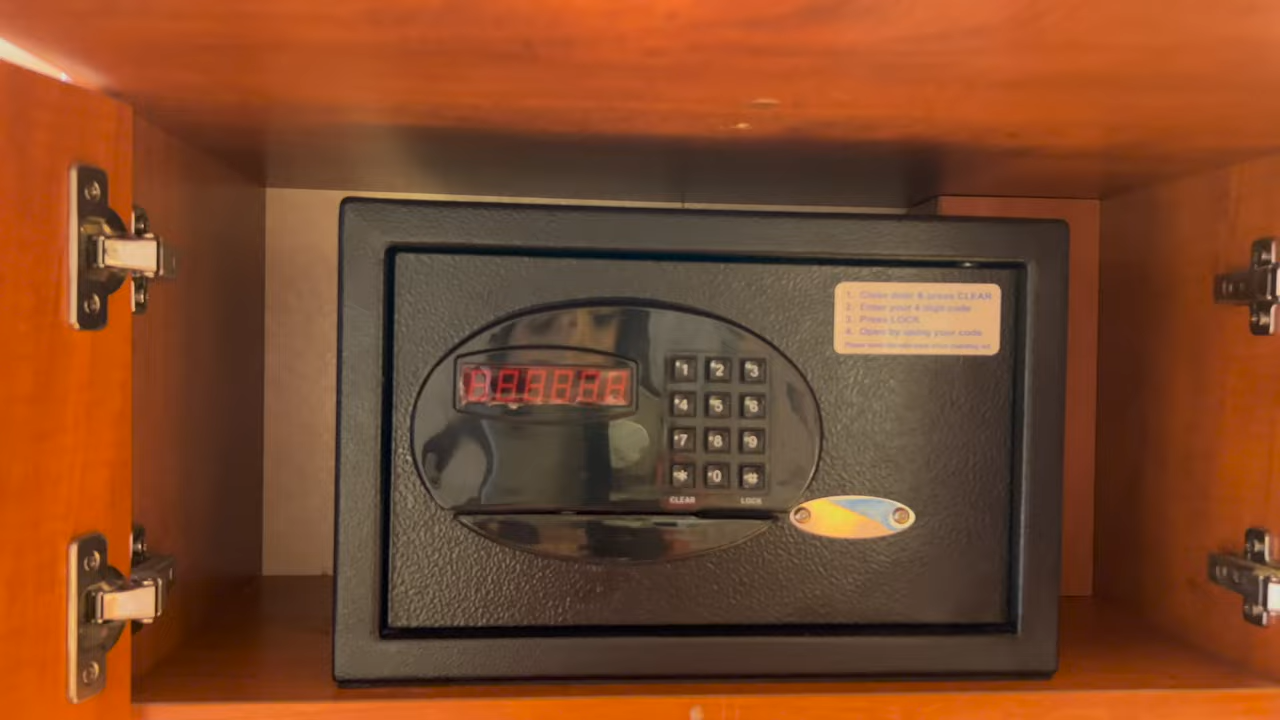 1 2 3
4 5 6
7 8 9
* 0 #
CLEAR LOCK
1. Close door & press CLEAR
2. Enter your 4 digit code
3. Press LOCK
4. Open by using your code